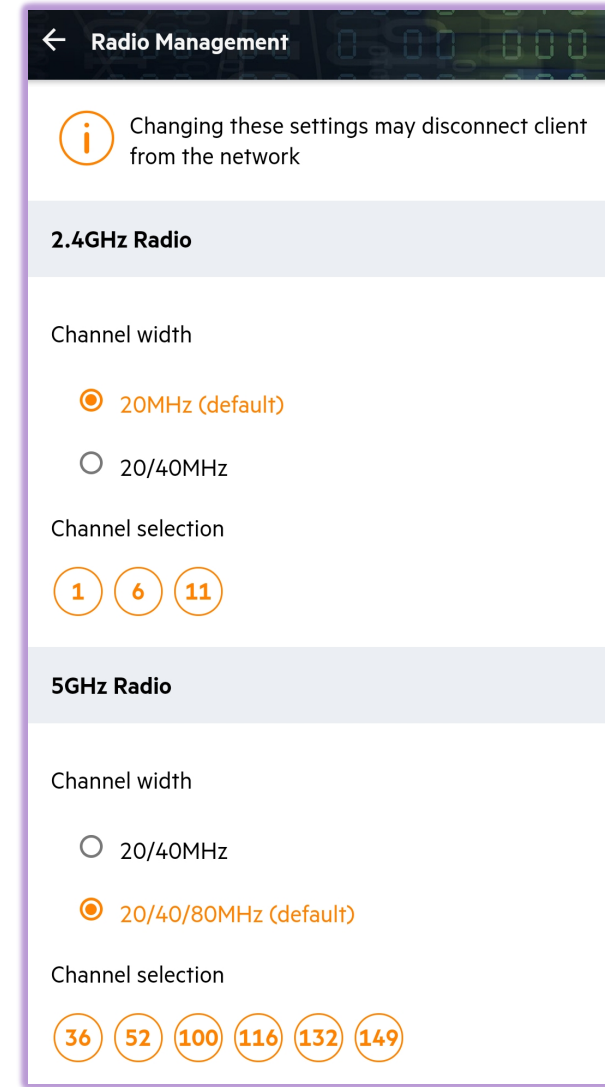 Radio Management
Changing these settings may disconnect client
from the network
2.4GHz Radio
Channel width
20MHz (default)
20/40MHz
Channel selection
1 6 11
5GHz Radio
Channel width
20/40MHz
20/40/80MHz (default)
Channel selection
36 52 100 116 132 149